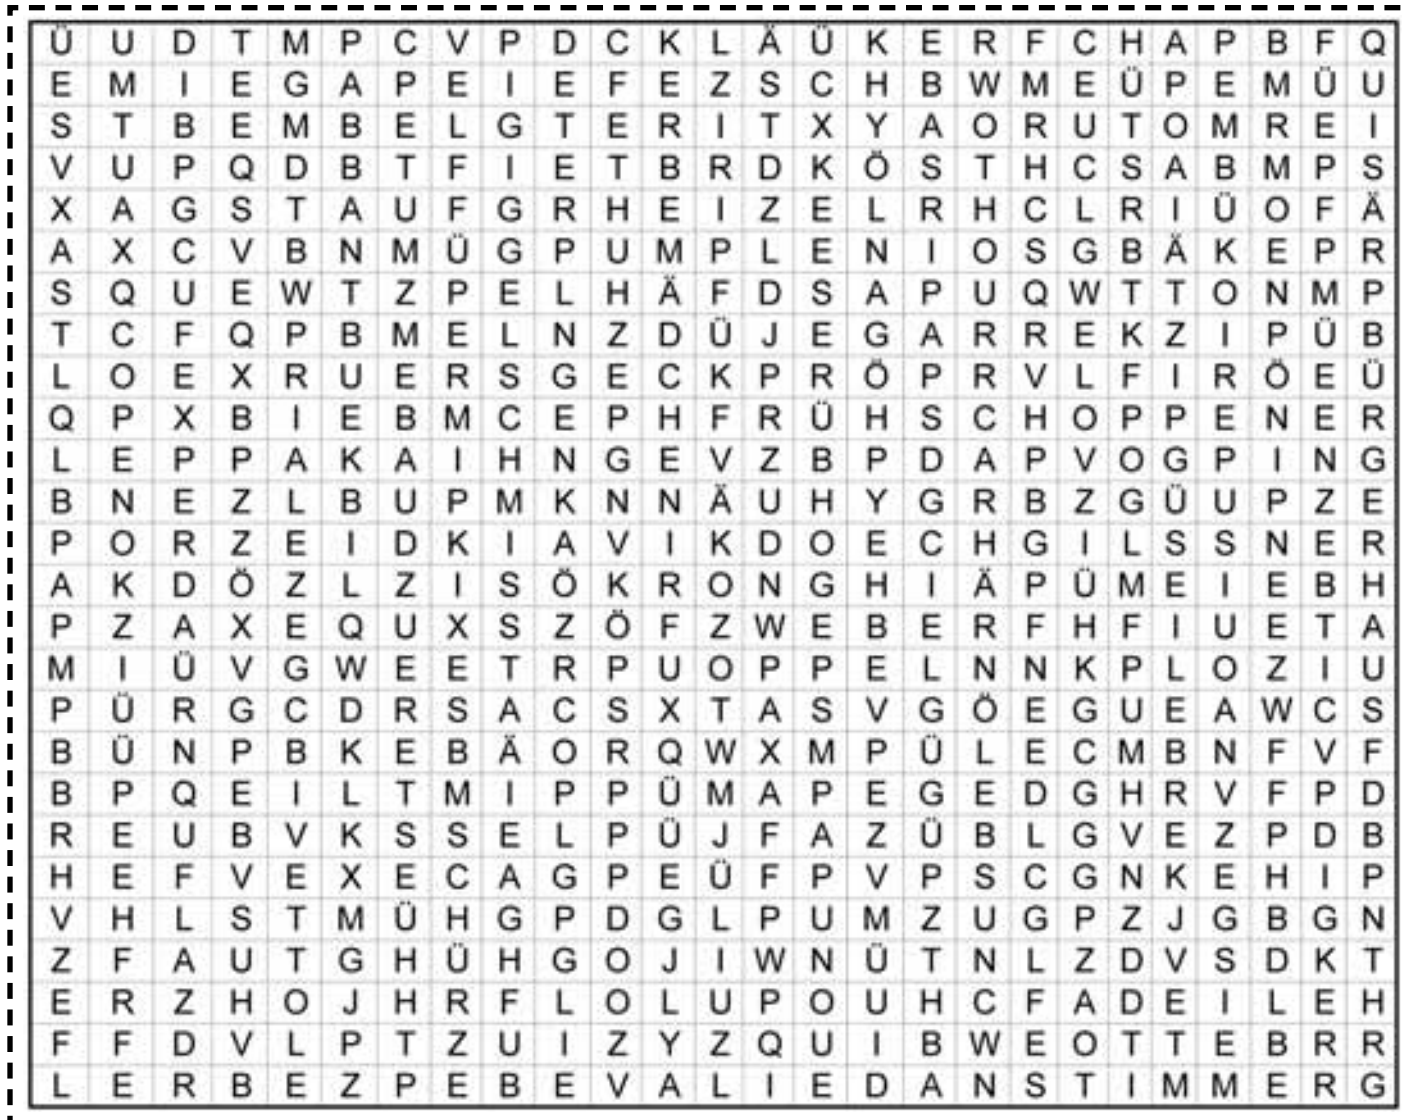 Ü U D T M P C V P D C K L Ä Ü K E R F C H A P B F Q
E M I E G A P E I E F E Z S C H B W M E Ü P E M Ü U
S T B E M B E L G T E R I T X Y A O R U T O M R E I
V U P Q D B T F I E T B R D K Ö S T H C S A B M P S
X A G S T A U F G R H E I Z E L R H C L R I Ü O F Ä
A X C V B N M Ü G P U M P L E N I O S G B Ä K E P R
S Q U E W T Z P E L H Ä F D S A P U Q W T T O N M P
T C F Q P B M E L N Z D Ü J E G A R R E K Z I P Ü B
L O E X R U E R S G E C K P R Ö P R V L F I R Ö E Ü
Q P X B I E B M C E P H F R Ü H S C H O P P E N E R
L E P P A K A I H N G E V Z B P D A P V O G P I N G
B N E Z L B U P M K N N Ä U H Y G R B Z G Ü U P Z E
P O R Z E I D K I A V I K D O E C H G I L S S N E R
A K D Ö Z L Z I S Ö K R O N G H I Ä P Ü M E I E B H
P Z A X E Q U X S Z Ö F Z W E B E R F H F I U E T A
M I Ü V G W E E T R P U O P P E L N N K P L O Z I U
P Ü R G C D R S A C S X T A S V G Ö E G U E A W C S
B Ü N P B K E B Ä O R Q W X M P Ü L E C M B N F V F
B P Q E I L T M I P P Ü M A P E G E D G H R V F P D
R E U B V K S S E L P Ü J F A Z Ü B L G V E Z P D B
H E F V E X E C A G P E Ü F P V P S C G N K E H I P
V H L S T M Ü H G P D G L P U M Z U G P Z J G B G N
Z F A U T G H Ü H G O J I W N Ü T N L Z D V S D K T
E R Z H O J H R F L O L U P O U H C F A D E I L E H
F F D V L P T Z U I Z Y Z Q U I B W E O T T E B R R
L E R B E Z P E B E V A L I E D A N S T I M M E R G